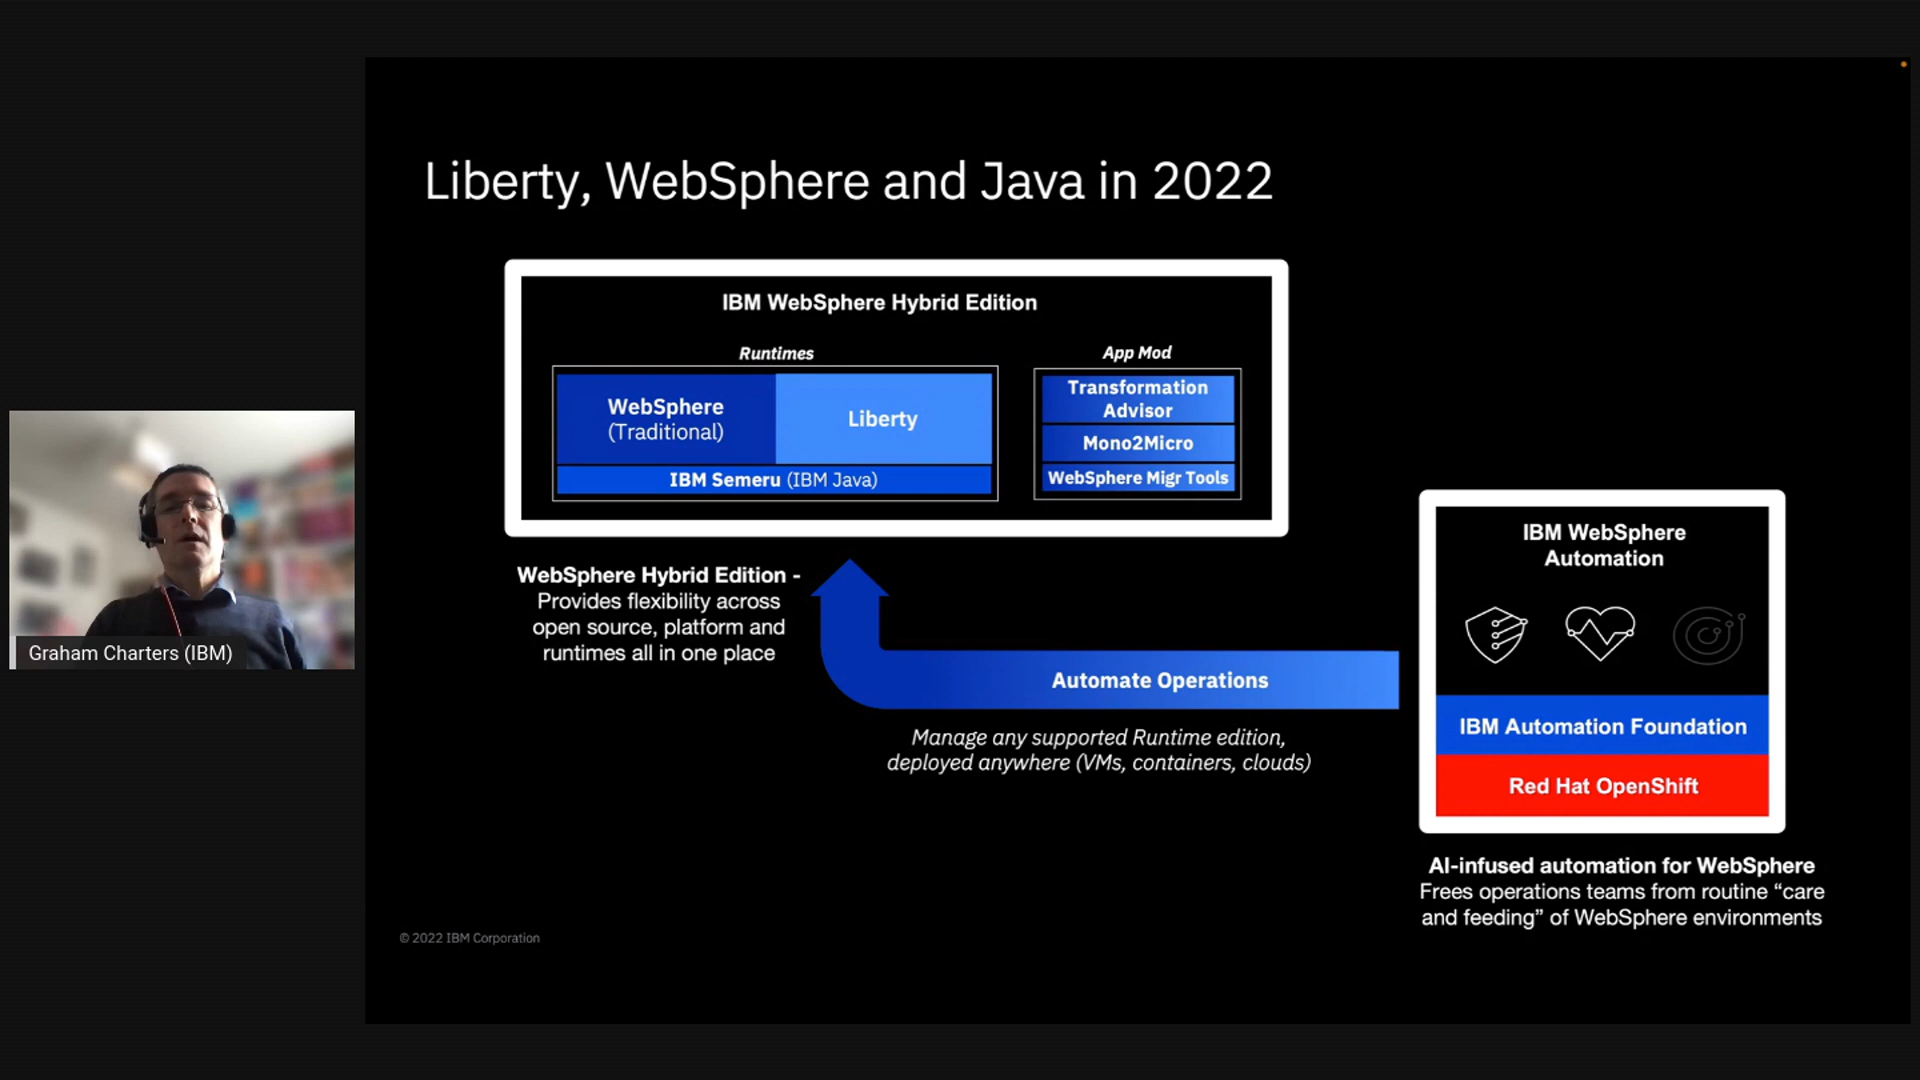 Liberty, WebSphere and Java in 2022
IBM WebSphere Hybrid Edition
Runtimes
WebSphere
(Traditional)
Liberty
IBM Semeru (IBM Java)
App Mod
Transformation
Advisor
Mono2Micro
WebSphere Migr Tools
WebSphere Hybrid Edition -
Provides flexibility across
open source, platform and
runtimes all in one place
Automate Operations
Manage any supported Runtime edition,
deployed anywhere (VMs, containers, clouds)
IBM WebSphere
Automation
IBM Automation Foundation
Red Hat OpenShift
AI-infused automation for WebSphere
Frees operations teams from routine “care
and feeding” of WebSphere environments
© 2022 IBM Corporation
Graham Charters (IBM)